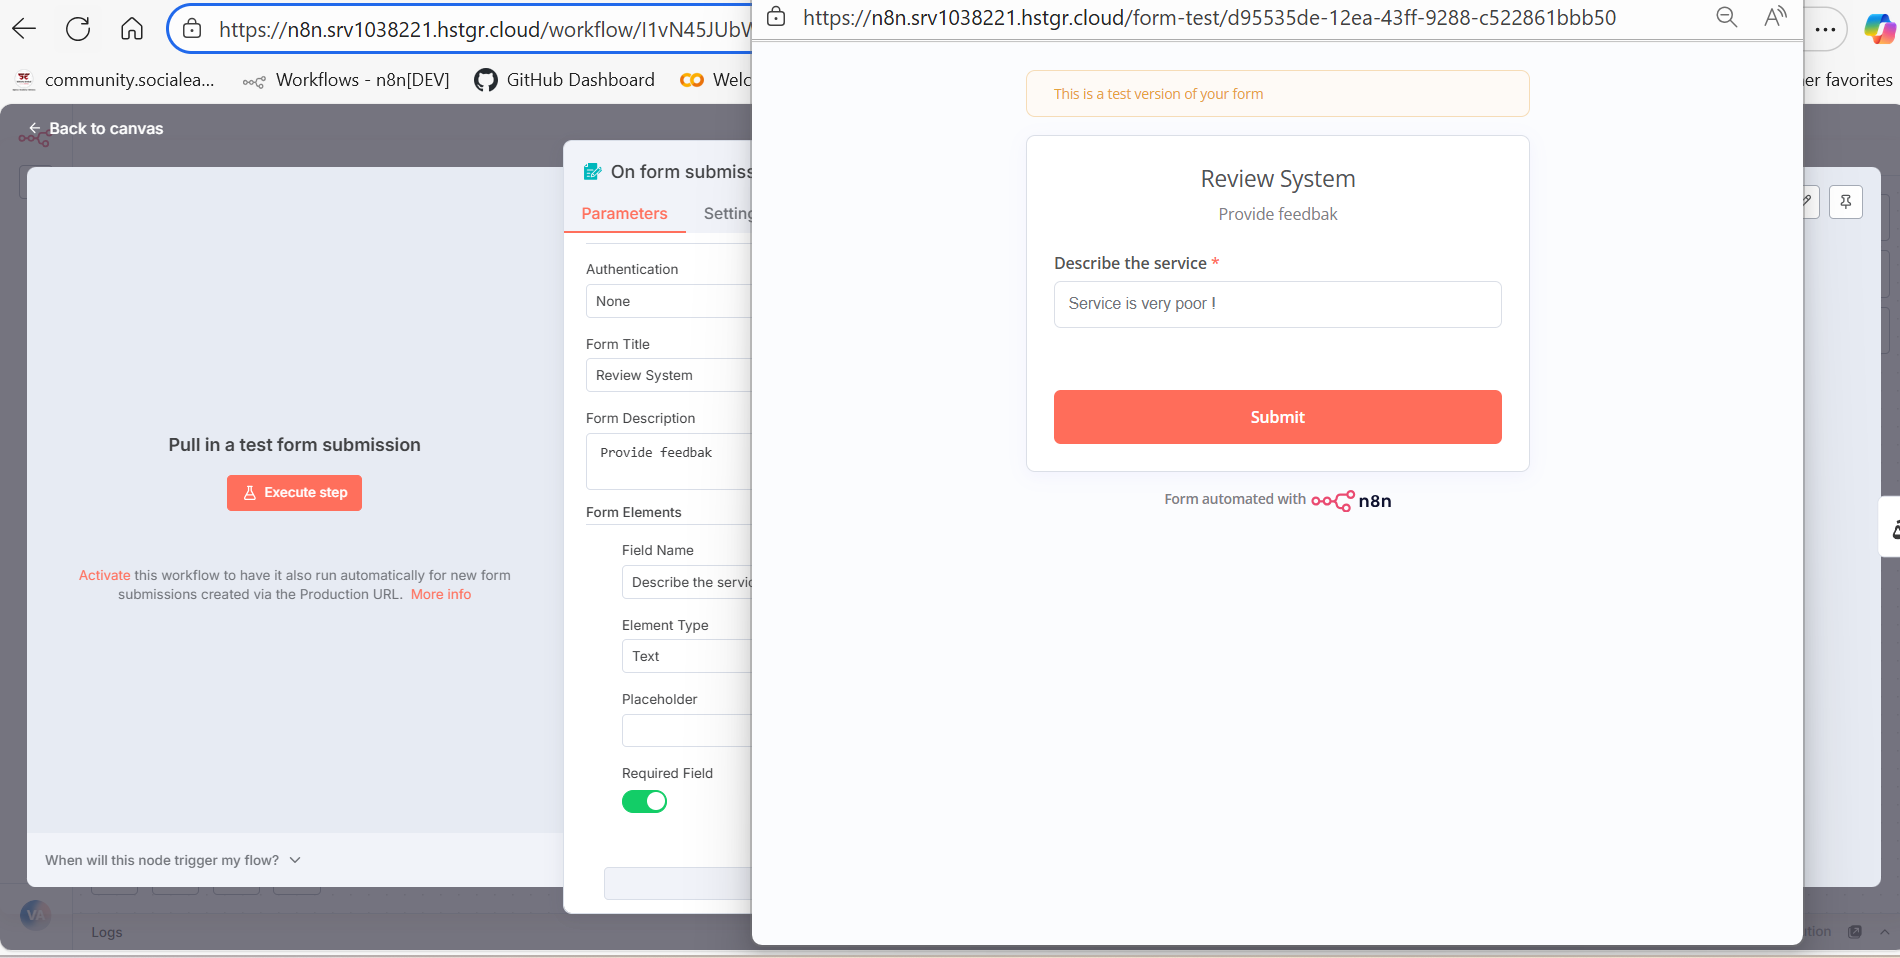 https://n8n.srv1038221.hstgr.cloud/workflow/I1vN45JUbW
https://n8n.srv1038221.hstgr.cloud/form-test/d95535de-12ea-43ff-9288-c522861bbb50
community.socialea...
Workflows - n8n[DEV]
GitHub Dashboard
Welc
er favorites
Back to canvas
Pull in a test form submission
Execute step
Activate this workflow to have it also run automatically for new form
submissions created via the Production URL. More info
When will this node trigger my flow?
VA
Logs
On form submiss
Parameters
Setting
Authentication
None
Form Title
Review System
Form Description
Provide feedbak
Form Elements
Field Name
Describe the servic
Element Type
Text
Placeholder
Required Field
This is a test version of your form
Review System
Provide feedbak
Describe the service *
Service is very poor !
Submit
Form automated with n8n